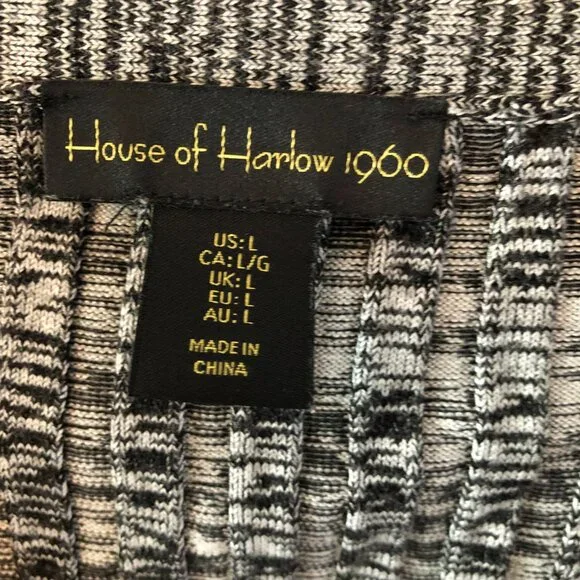 House of Harlow 1960
US: L
CA: L/G
UK: L
EU: L
AU: L
MADE IN
CHINA